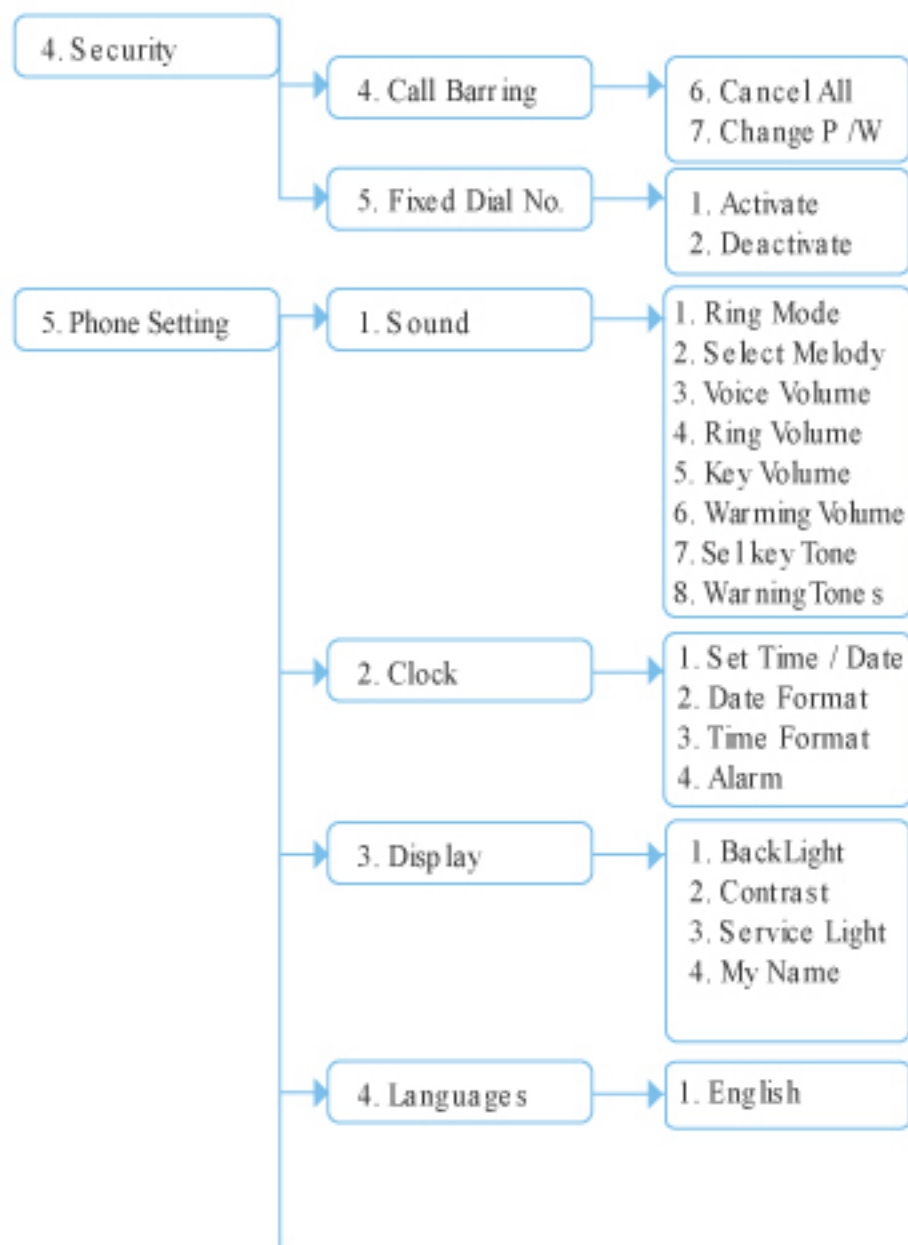 4. Security
4. Call Barring
6. Cancel All
7. Change P /W
5. Fixed Dial No.
1. Activate
2. Deactivate
5. Phone Setting
1. Sound
1. Ring Mode
2. Select Melody
3. Voice Volume
4. Ring Volume
5. Key Volume
6. Warming Volume
7. Selkey Tone
8. WarningTones
2. Clock
1. Set Time / Date
2. Date Format
3. Time Format
4. Alarm
3. Display
1. BackLight
2. Contrast
3. Service Light
4. My Name
4. Languages
1. English